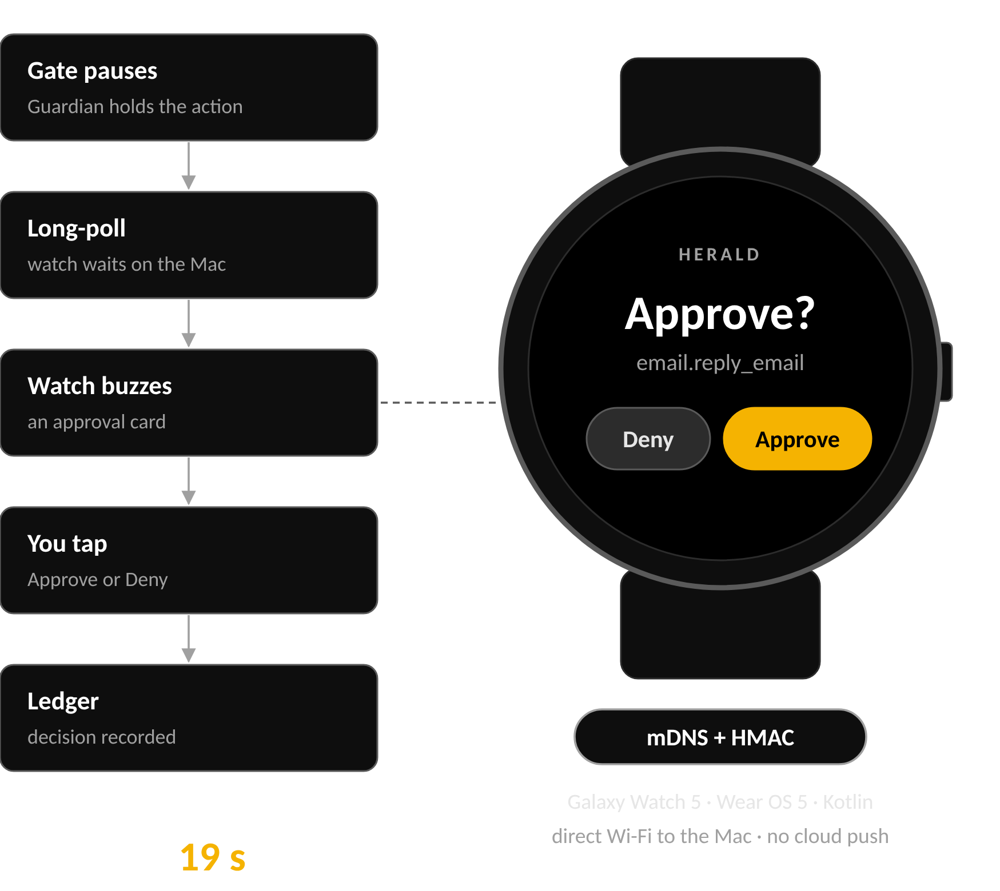 Gate pauses
Guardian holds the action
Long-poll
watch waits on the Mac
Watch buzzes
an approval card
You tap
Approve or Deny
Ledger
decision recorded
19 s
HERALD
Approve?
email.reply_email
Deny
Approve
mDNS + HMAC
Galaxy Watch 5 · Wear OS 5 · Kotlin
direct Wi-Fi to the Mac · no cloud push